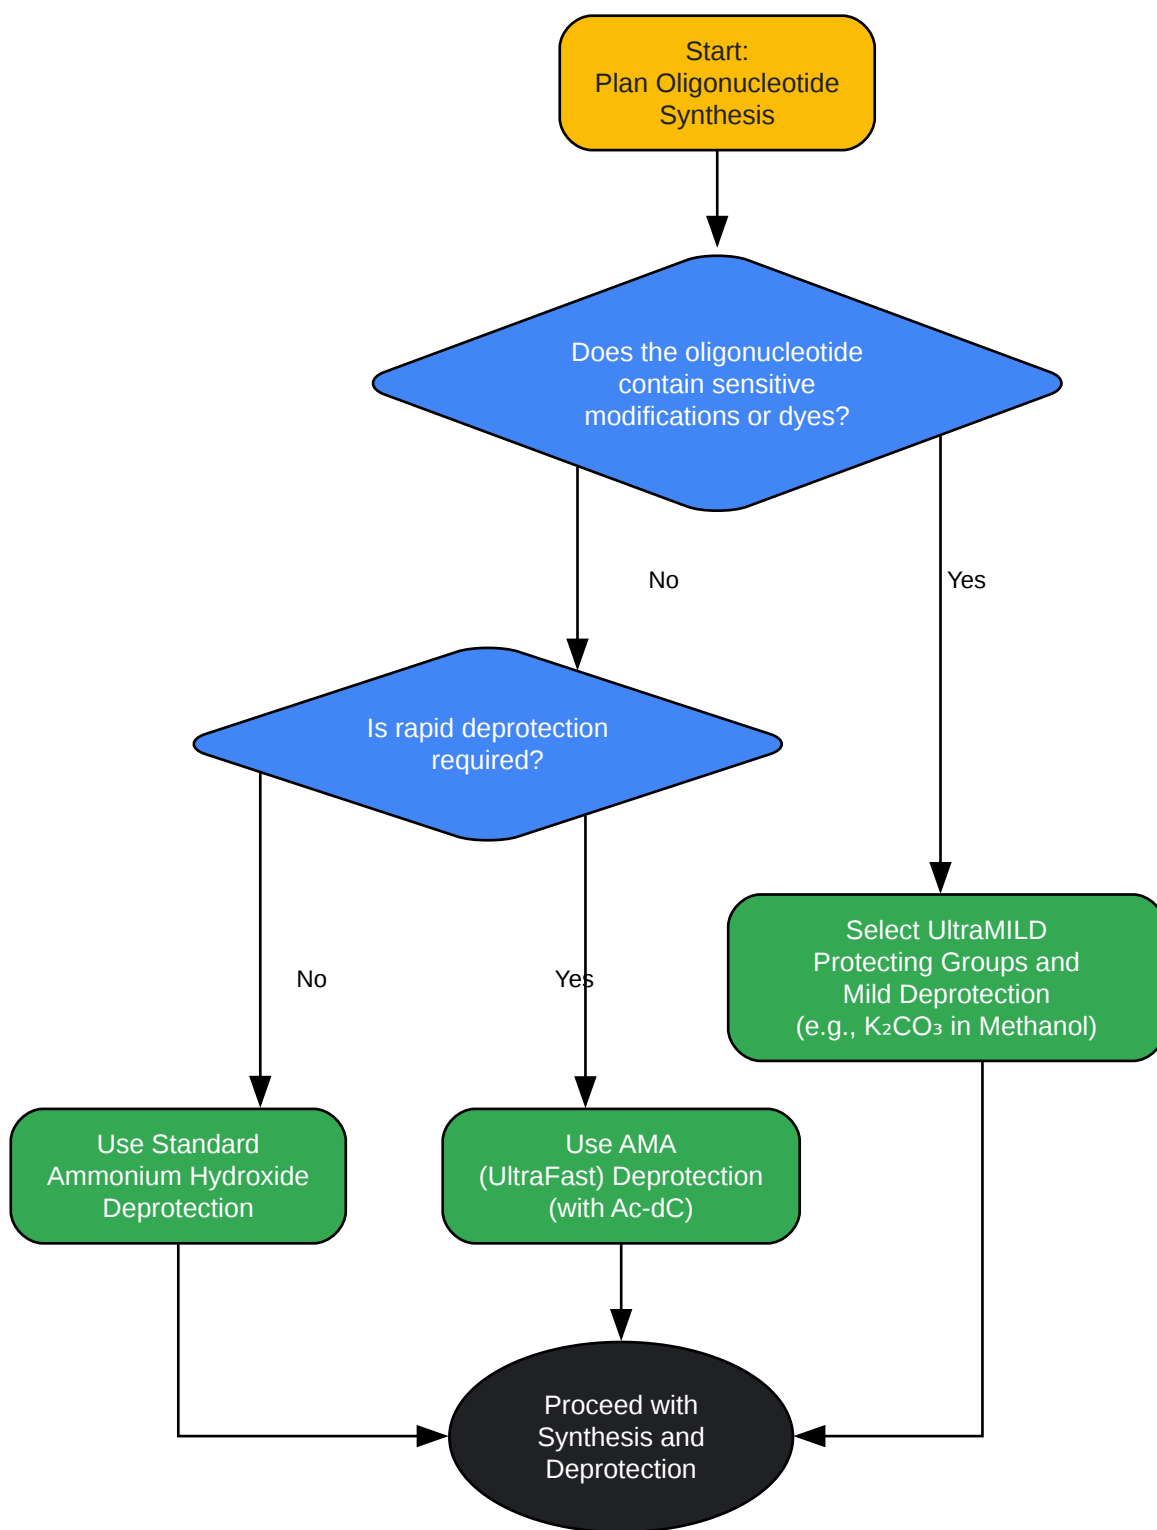 Start:
Plan Oligonucleotide
Synthesis
Does the oligonucleotide
contain sensitive
modifications or dyes?
No
Yes
Is rapid deprotection
required?
Select UltraMILD
Protecting Groups and
Mild Deprotection
(e.g., K₂CO₃ in Methanol)
No
Yes
Use Standard
Ammonium Hydroxide
Deprotection
Use AMA
(UltraFast) Deprotection
(with Ac-dC)
Proceed with
Synthesis and
Deprotection